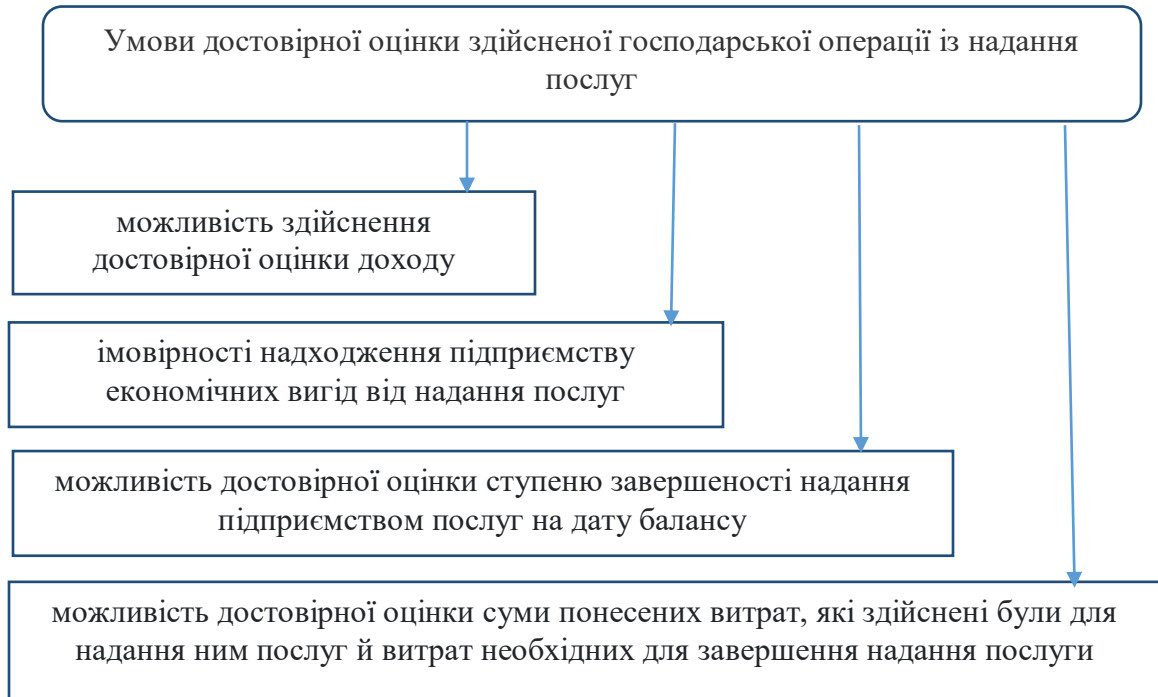 Умови достовірної оцінки здійсненої господарської операції із надання
послуг
можливість здійснення
достовірної оцінки доходу
імовірності надходження підприємству
економічних вигід від надання послуг
можливість достовірної оцінки ступеню завершеності надання
підприємством послуг на дату балансу
можливість достовірної оцінки суми понесених витрат, які здійснені були для
надання ним послуг й витрат необхідних для завершення надання послуги